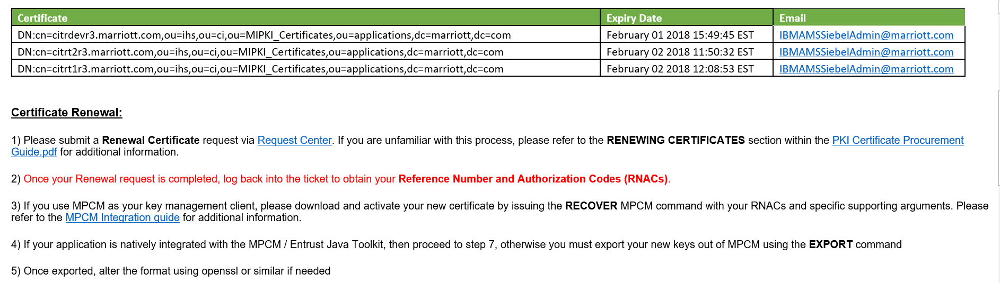 Certificate Expiry Date Email
DN:cn=citrdevr3.marriott.com,ou=ihs,ou=ci,ou=MIPKI_Certificates,ou=applications,dc=marriott,dc=com February 01 2018 15:49:45 EST IBMAMSSiebelAdmin@marriott.com
DN:cn=citrt2r3.marriott.com,ou=ihs,ou=ci,ou=MIPKI_Certificates,ou=applications,dc=marriott,dc=com February 02 2018 11:50:32 EST IBMAMSSiebelAdmin@marriott.com
DN:cn=citrt1r3.marriott.com,ou=ihs,ou=ci,ou=MIPKI_Certificates,ou=applications,dc=marriott,dc=com February 02 2018 12:08:53 EST IBMAMSSiebelAdmin@marriott.com
Certificate Renewal:
1) Please submit a Renewal Certificate request via Request Center. If you are unfamiliar with this process, please refer to the RENEWING CERTIFICATES section within the PKI Certificate Procurement
Guide.pdf for additional information.
2) Once your Renewal request is completed, log back into the ticket to obtain your Reference Number and Authorization Codes (RNACs).
3) If you use MPCM as your key management client, please download and activate your new certificate by issuing the RECOVER MPCM command with your RNACs and specific supporting arguments. Please
refer to the MPCM Integration guide for additional information.
4) If your application is natively integrated with the MPCM / Entrust Java Toolkit, then proceed to step 7, otherwise you must export your new keys out of MPCM using the EXPORT command
5) Once exported, alter the format using openssl or similar if needed